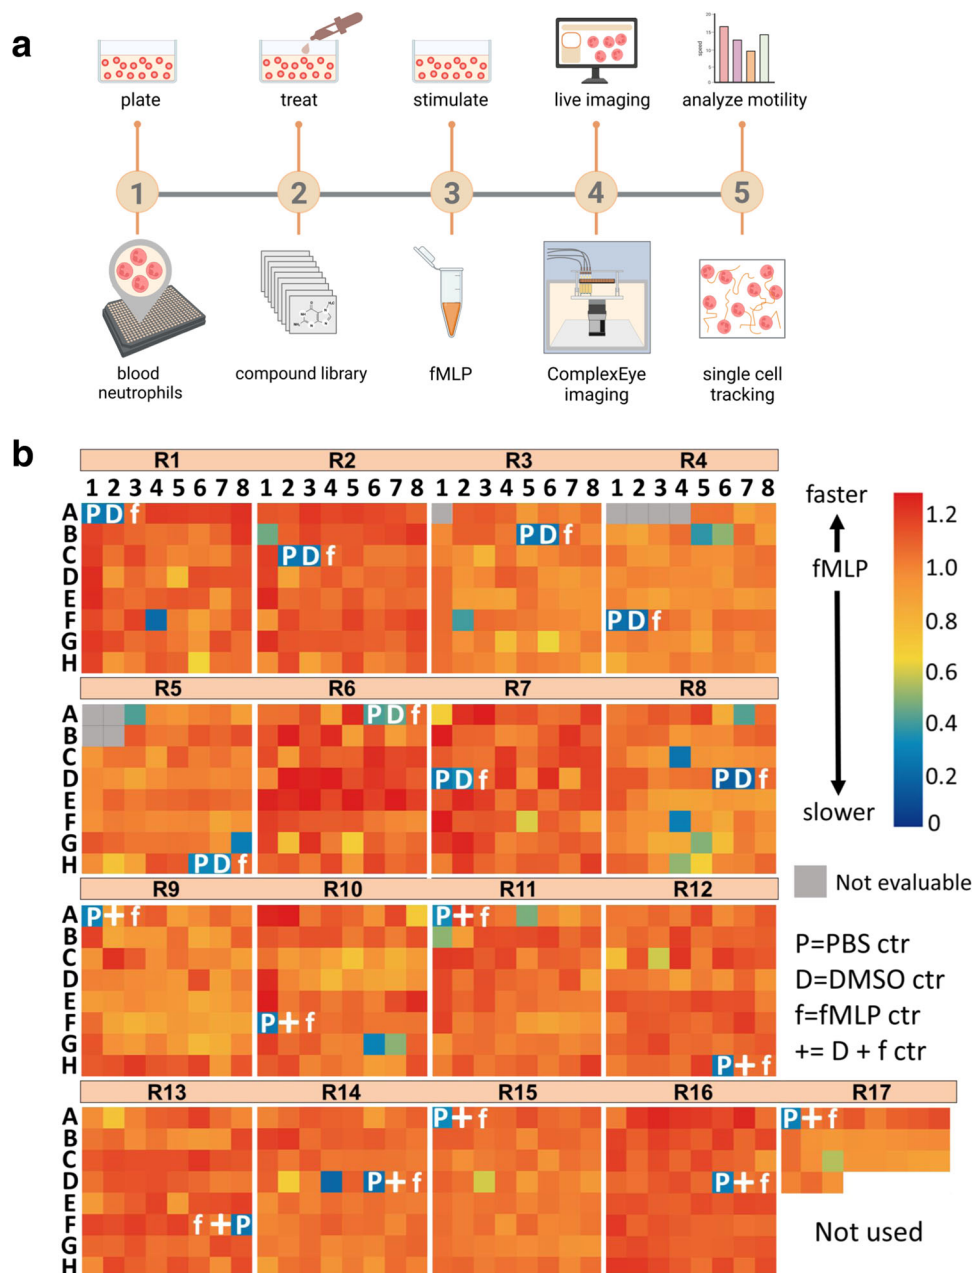 a
plate treat stimulate live imaging analyze motility
1 2 3 4 5
blood neutrophils
compound library
fMLP
ComplexEye imaging
single cell tracking
b
R1 R2 R3 R4
1 2 3 4 5 6 7 8 1 2 3 4 5 6 7 8 1 2 3 4 5 6 7 8 1 2 3 4 5 6 7 8
A P D f
B P D f
C P D f
D
E
F P D f
G
H
R5 R6 R7 R8
A P D f
B
C
D P D f P D f
E
F
G
H P D f
R9 R10 R11 R12
A P + f P + f
B
C
D
E
F P + f
G
H P + f
R13 R14 R15 R16 R17
A P + f P + f
B
C
D P + f P + f
E
F f + P
G
H
Not used
faster
fMLP
slower
1.2
1.0
0.8
0.6
0.4
0.2
0
Not evaluable
P=PBS ctr
D=DMSO ctr
f=fMLP ctr
+= D + f ctr